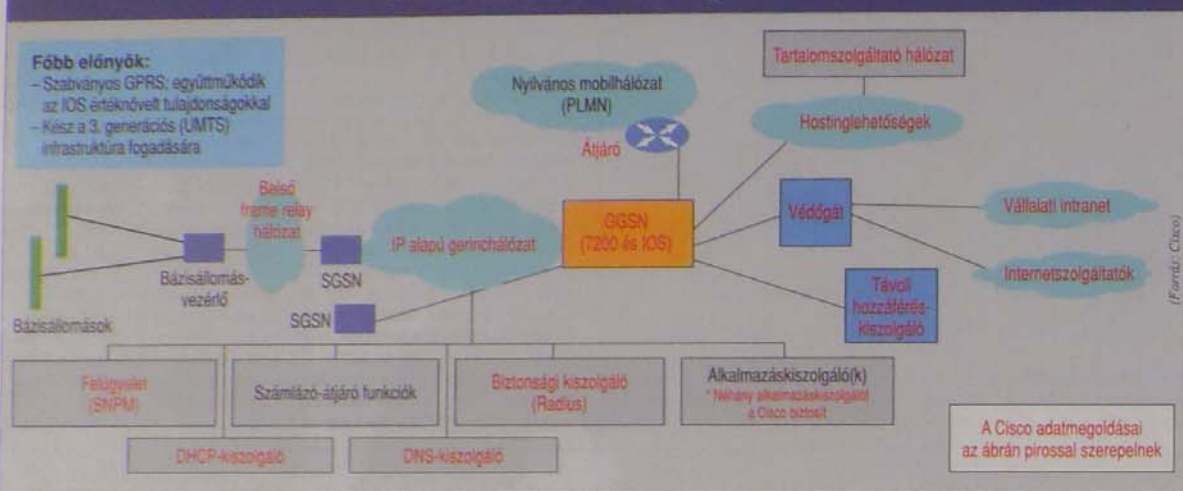 Főbb előnyök:
– Szabványos GPRS; együttműködik
az IOS értéknövelt tulajdonságokkal
– Kész a 3. generációs (UMTS)
infrastruktúra fogadására
Nyilvános mobilhálózat
(PLMN)
Átjáró
Tartalomszolgáltató hálózat
Hostinglehetőségek
Belső
frame relay
hálózat
IP alapú gerinchálózat
GGSN
(7200 és IOS)
Védőgát
Vállalati intranet
Internetszolgáltatók
Távoli
hozzáférés-
kiszolgáló
Bázisállomás-
vezérlő
SGSN
SGSN
Bázisállomások
(Forrás: Cisco)
Felügyelet
(SNPM)
Számlázó-átjáró funkciók
Biztonsági kiszolgáló
(Radius)
Alkalmazáskiszolgáló(k)
* Néhány alkalmazáskiszolgálót
a Cisco biztosít
DHCP-kiszolgáló
DNS-kiszolgáló
A Cisco adatmegoldásai
az ábrán pirossal szerepelnek